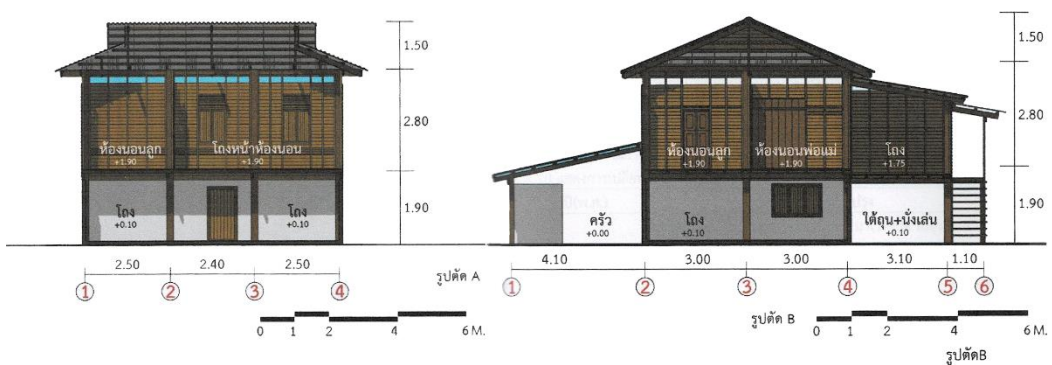 1.50
2.80
1.90
ห้องนอนลูก
+1.90
โถงหน้าห้องนอน
+1.90
โถง
+0.10
โถง
+0.10
2.50 2.40 2.50
1 2 3 4
รูปตัด A
0 1 2 4 6 M.
1.50
2.80
1.90
ห้องนอนลูก
+1.90
ห้องนอนพ่อแม่
+1.90
โถง
+1.75
ครัว
+0.00
โถง
+0.10
ใต้ถุน+นั่งเล่น
+0.10
4.10 3.00 3.00 3.10 1.10
1 2 3 4 5 6
รูปตัด B
0 1 2 4 6 M.
รูปตัดB